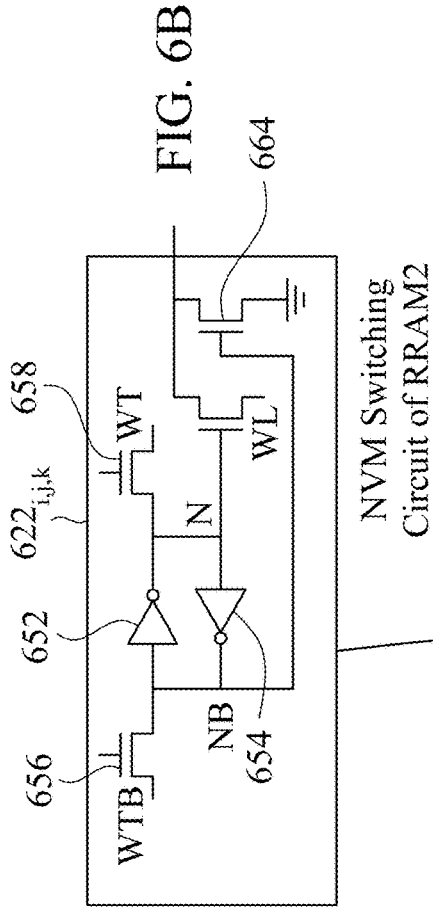 FIG. 6B
622i,j,k
658
WT
652
656
WTB
N
NB
654
WL
664
NVM Switching
Circuit of RRAM2